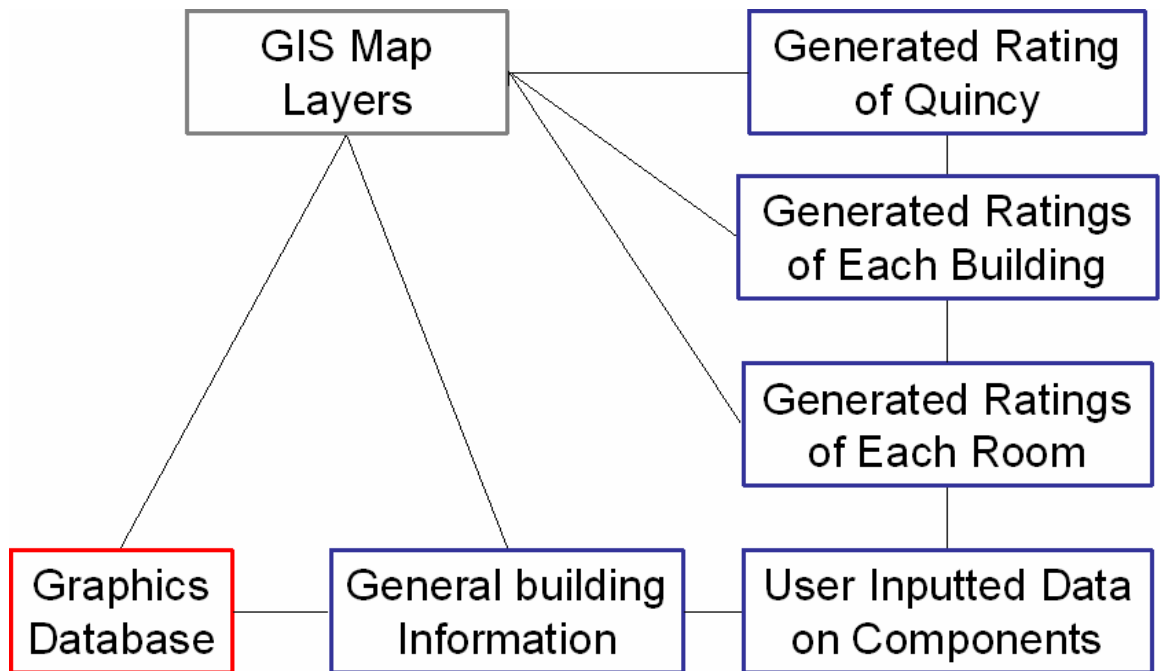 GIS Map
Layers
Generated Rating
of Quincy
Generated Ratings
of Each Building
Generated Ratings
of Each Room
Graphics
Database
General building
Information
User Inputted Data
on Components